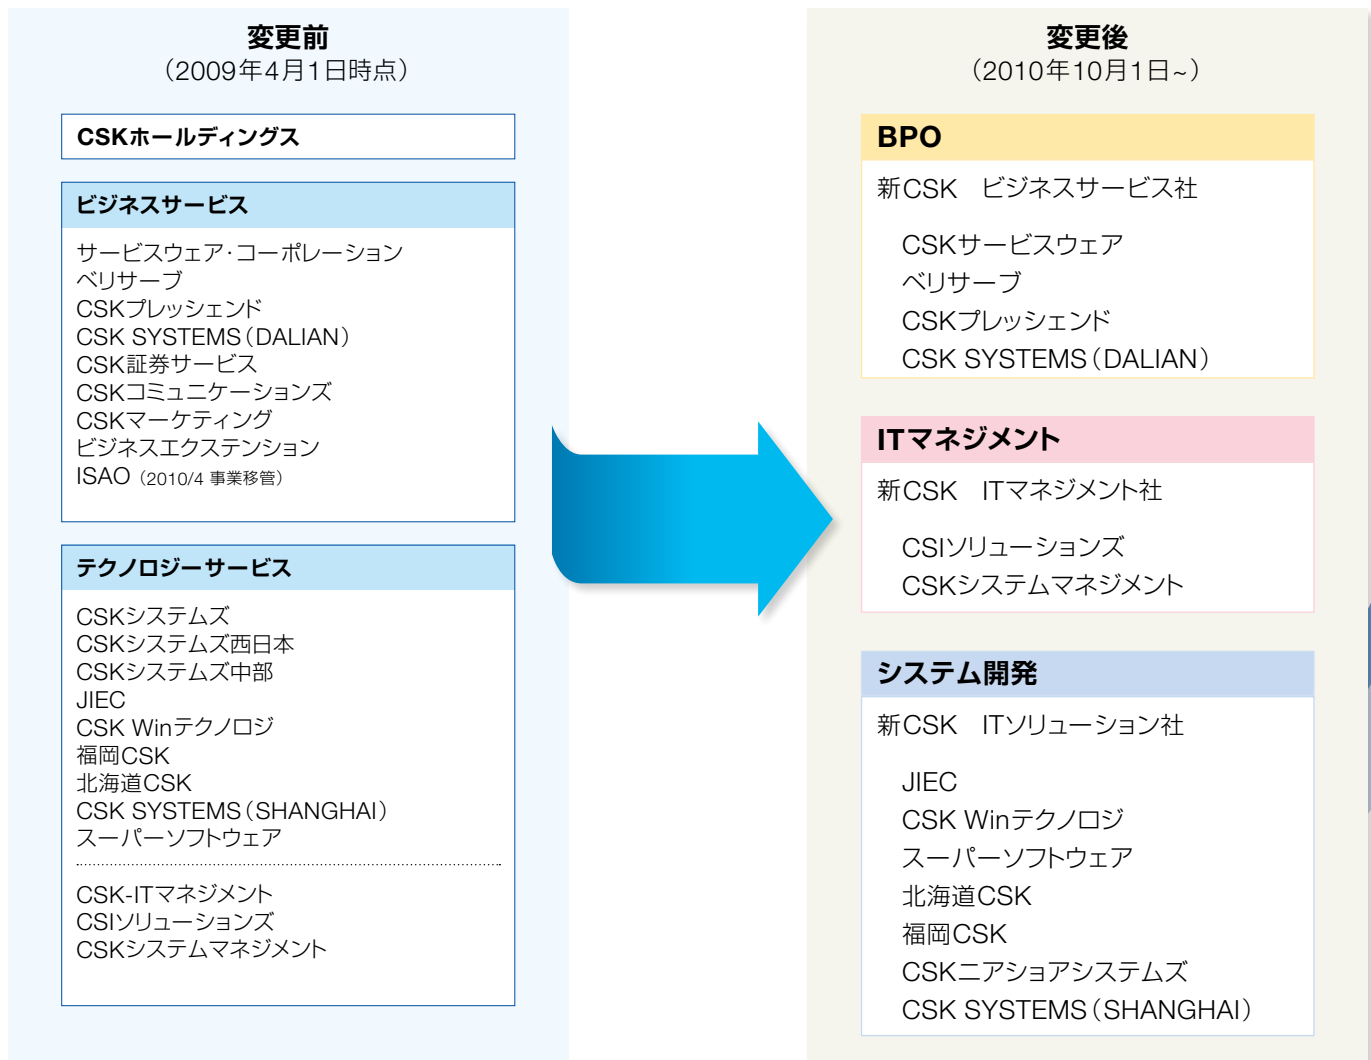 変更前
（2009年4月1日時点）
CSKホールディングス
ビジネスサービス
サービスウェア・コーポレーション
ベリサーブ
CSKプレッシェンド
CSK SYSTEMS（DALIAN）
CSK証券サービス
CSKコミュニケーションズ
CSKマーケティング
ビジネスエクステンション
ISAO（2010/4 事業移管）
テクノロジーサービス
CSKシステムズ
CSKシステムズ西日本
CSKシステムズ中部
JIEC
CSK Winテクノロジ
福岡CSK
北海道CSK
CSK SYSTEMS（SHANGHAI）
スーパーソフトウェア
CSK-ITマネジメント
CSIソリューションズ
CSKシステムマネジメント
変更後
（2010年10月1日~）
BPO
新CSK　ビジネスサービス社
CSKサービスウェア
ベリサーブ
CSKプレッシェンド
CSK SYSTEMS（DALIAN）
ITマネジメント
新CSK　ITマネジメント社
CSIソリューションズ
CSKシステムマネジメント
システム開発
新CSK　ITソリューション社
JIEC
CSK Winテクノロジ
スーパーソフトウェア
北海道CSK
福岡CSK
CSKニアショアシステムズ
CSK SYSTEMS（SHANGHAI）